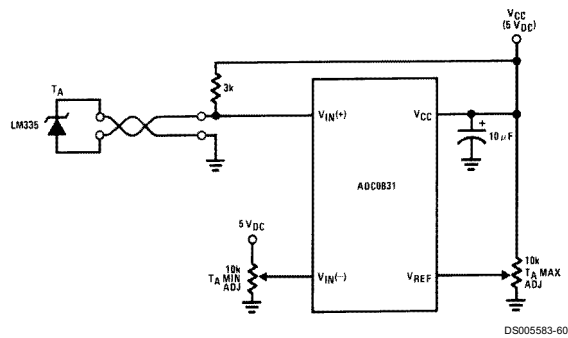 VCC
(5 VDC)
TA
3k
LM335
VIN(+)
VCC
+
10 µF
ADC0831
5 VDC
10k
TA MIN
ADJ
VIN(–)
VREF
10k
TA MAX
ADJ
DS005583-60